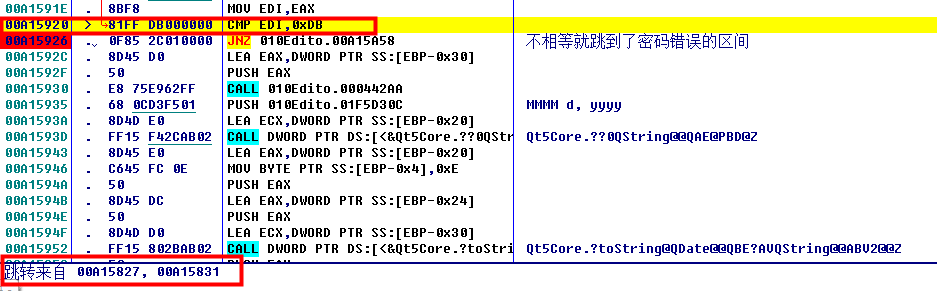 00A1591E . 8BF8 MOV EDI,EAX
00A15920 > 81FF DB000000 CMP EDI,0xDB
00A15926 . 0F85 2C010000 JNZ 010Edito.00A15A58 不相等就跳到了密码错误的区间
00A1592C . 8D45 D0 LEA EAX,DWORD PTR SS:[EBP-0x30]
00A1592F . 50 PUSH EAX
00A15930 . E8 75E962FF CALL 010Edito.000442AA
00A15935 . 68 0CD3F501 PUSH 010Edito.01F5D30C MMMM d, yyyy
00A1593A . 8D4D E0 LEA ECX,DWORD PTR SS:[EBP-0x20]
00A1593D . FF15 F42CAB02 CALL DWORD PTR DS:[<&Qt5Core.??0QStr Qt5Core.??0QString@@QAE@PBD@Z
00A15943 . 8D45 E0 LEA EAX,DWORD PTR SS:[EBP-0x20]
00A15946 . C645 FC 0E MOV BYTE PTR SS:[EBP-0x4],0xE
00A1594A . 50 PUSH EAX
00A1594B . 8D45 DC LEA EAX,DWORD PTR SS:[EBP-0x24]
00A1594E . 50 PUSH EAX
00A1594F . 8D4D D0 LEA ECX,DWORD PTR SS:[EBP-0x30]
00A15952 . FF15 802BAB02 CALL DWORD PTR DS:[<&Qt5Core.?toStri Qt5Core.?toString@QDate@@QBE?AVQString@@ABV2@@Z
跳转来自 00A15827, 00A15831